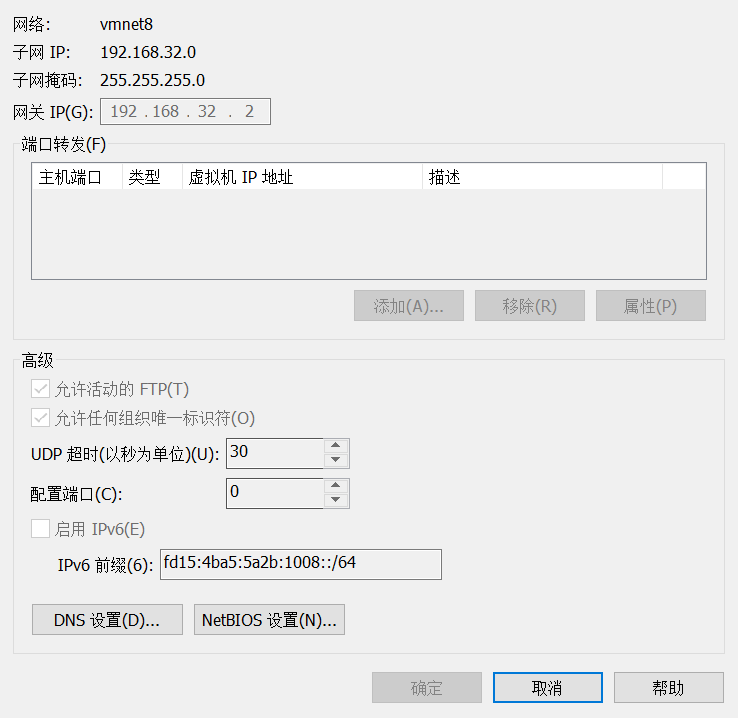 网络: vmnet8
子网 IP: 192.168.32.0
子网掩码: 255.255.255.0
网关 IP(G): 192 . 168 . 32 . 2
端口转发(F)
主机端口 类型 虚拟机 IP 地址 描述
添加(A)... 移除(R) 属性(P)
高级
允许活动的 FTP(T)
允许任何组织唯一标识符(O)
UDP 超时(以秒为单位)(U): 30
配置端口(C): 0
启用 IPv6(E)
IPv6 前缀(6): fd15:4ba5:5a2b:1008::/64
DNS 设置(D)... NetBIOS 设置(N)...
确定 取消 帮助